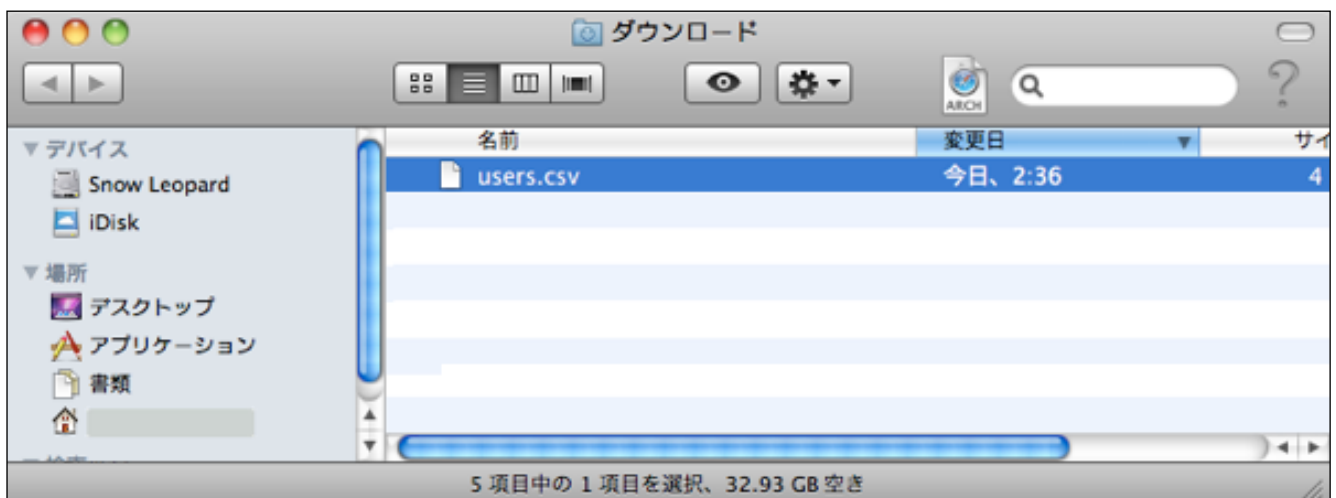 ダウンロード
ARCH
名前 変更日 サイ
users.csv 今日、2:36 4
デバイス
Snow Leopard
iDisk
場所
デスクトップ
アプリケーション
書類
5 項目中の 1 項目を選択、32.93 GB 空き